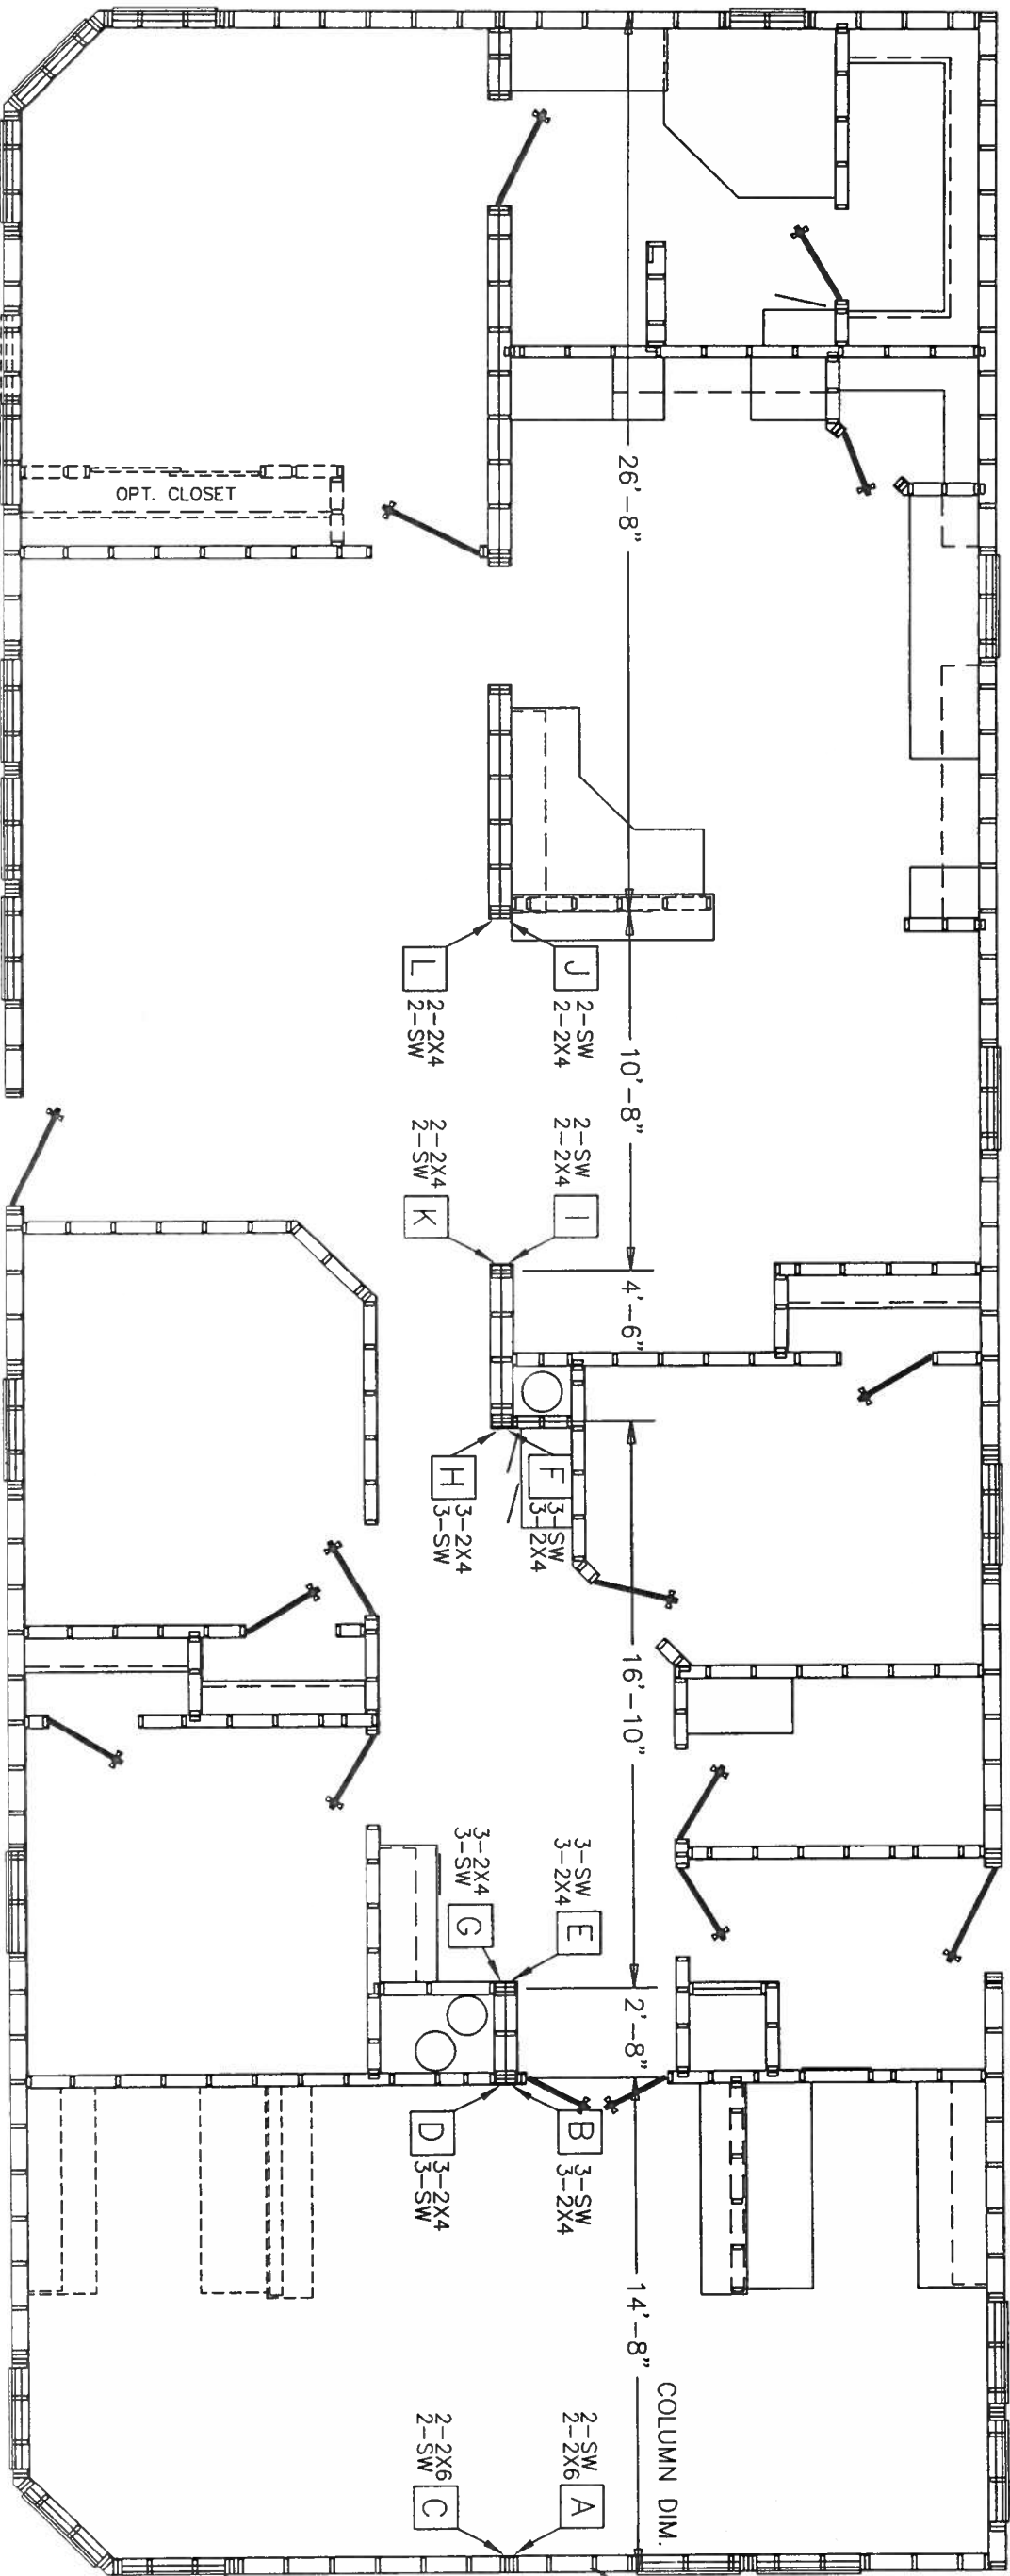 OPT. CLOSET
26'-8"
10'-8"
4'-6"
16'-10"
2'-8"
14'-8"
COLUMN DIM.
J
2-SW
2-2X4
L
2-2X4
2-SW
2-SW
2-2X4
I
2-2X4
2-SW
K
F
3-SW
3-2X4
H
3-2X4
3-SW
3-SW
3-2X4
E
3-2X4
3-SW
G
B
3-SW
3-2X4
D
3-2X4
3-SW
2-SW
2-2X6
A
2-2X6
2-SW
C